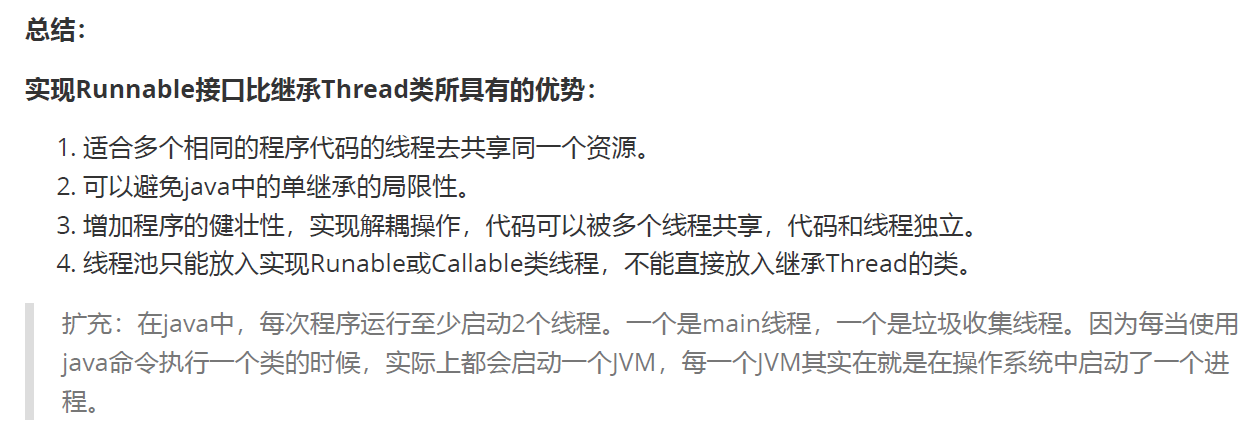 总结：
实现Runnable接口比继承Thread类所具有的优势：
1. 适合多个相同的程序代码的线程去共享同一个资源。
2. 可以避免java中的单继承的局限性。
3. 增加程序的健壮性，实现解耦操作，代码可以被多个线程共享，代码和线程独立。
4. 线程池只能放入实现Runable或Callable类线程，不能直接放入继承Thread的类。
扩充：在java中，每次程序运行至少启动2个线程。一个是main线程，一个是垃圾收集线程。因为每当使用
java命令执行一个类的时候，实际上都会启动一个JVM，每一个JVM其实在就是在操作系统中启动了一个进
程。